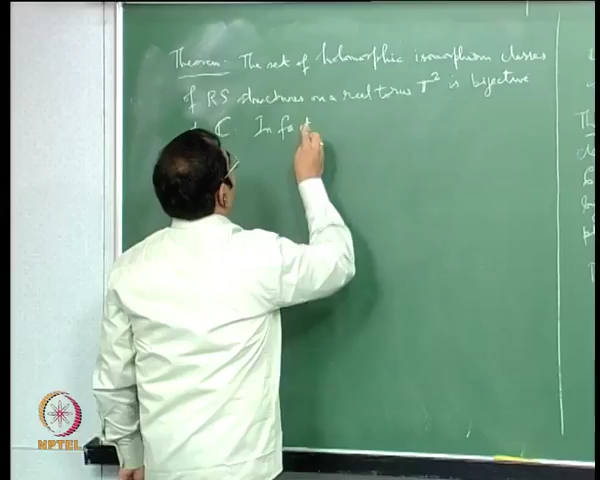 Theorem. The set of holomorphic isomorphism classes
of RS structures on a real torus T² is bijective
ℂ. In fact
NPTEL